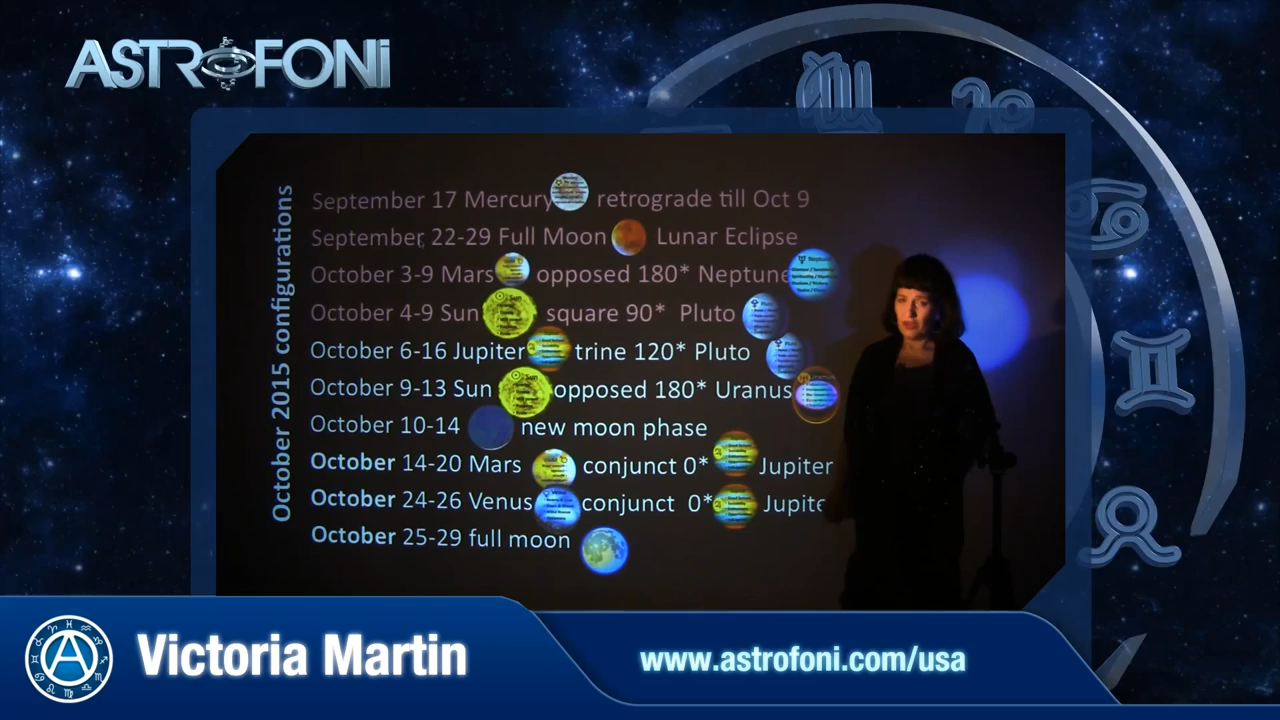 ASTROFONi
October 2015 configurations
September 17 Mercury retrograde till Oct 9
September, 22-29 Full Moon Lunar Eclipse
October 3-9 Mars opposed 180* Neptune
October 4-9 Sun square 90* Pluto
October 6-16 Jupiter trine 120* Pluto
October 9-13 Sun opposed 180* Uranus
October 10-14 new moon phase
October 14-20 Mars conjunct 0* Jupiter
October 24-26 Venus conjunct 0* Jupite
October 25-29 full moon
Victoria Martin
www.astrofoni.com/usa